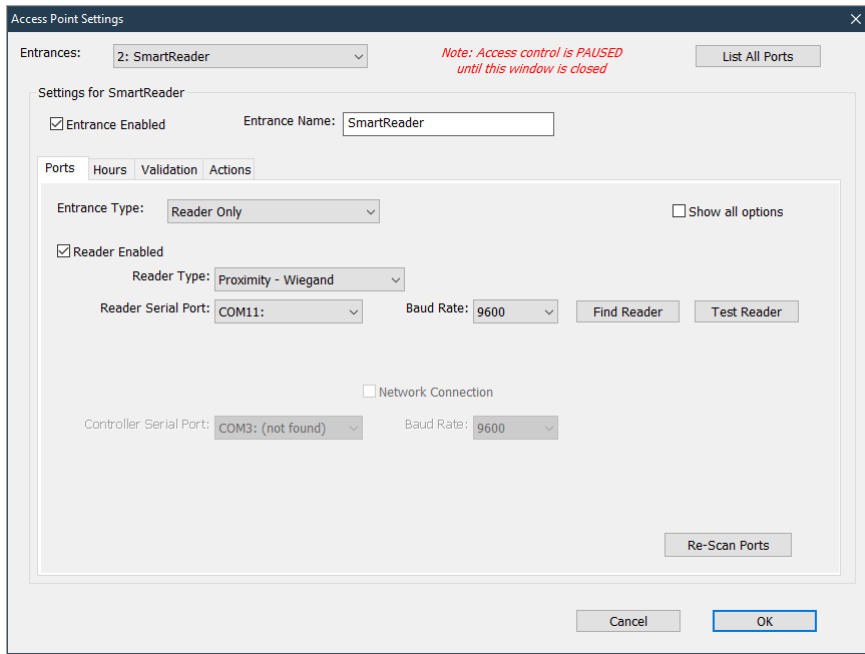 Access Point Settings
Entrances: 2: SmartReader
Note: Access control is PAUSED
until this window is closed
List All Ports
Settings for SmartReader
Entrance Enabled
Entrance Name: SmartReader
Ports Hours Validation Actions
Entrance Type: Reader Only
Show all options
Reader Enabled
Reader Type: Proximity - Wiegand
Reader Serial Port: COM11: Baud Rate: 9600 Find Reader Test Reader
Network Connection
Controller Serial Port: COM3: (not found) Baud Rate: 9600
Re-Scan Ports
Cancel OK